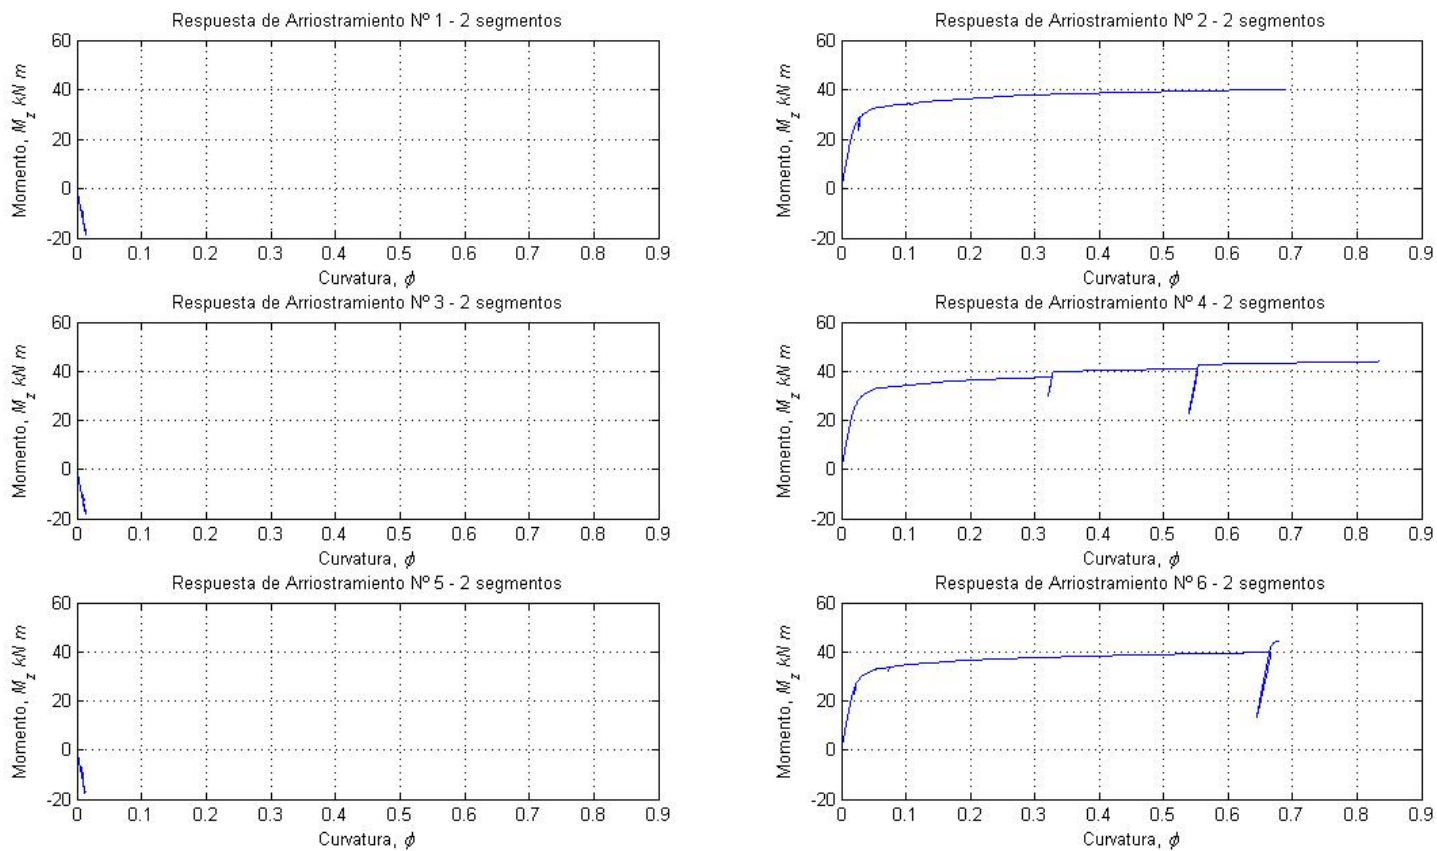 Respuesta de Arriostramiento Nº 1 - 2 segmentos
60
40
20
0
-20
Momento, M_z kN m
0 0.1 0.2 0.3 0.4 0.5 0.6 0.7 0.8 0.9
Curvatura, ϕ
Respuesta de Arriostramiento Nº 2 - 2 segmentos
60
40
20
0
-20
Momento, M_z kN m
0 0.1 0.2 0.3 0.4 0.5 0.6 0.7 0.8 0.9
Curvatura, ϕ
Respuesta de Arriostramiento Nº 3 - 2 segmentos
60
40
20
0
-20
Momento, M_z kN m
0 0.1 0.2 0.3 0.4 0.5 0.6 0.7 0.8 0.9
Curvatura, ϕ
Respuesta de Arriostramiento Nº 4 - 2 segmentos
60
40
20
0
-20
Momento, M_z kN m
0 0.1 0.2 0.3 0.4 0.5 0.6 0.7 0.8 0.9
Curvatura, ϕ
Respuesta de Arriostramiento Nº 5 - 2 segmentos
60
40
20
0
-20
Momento, M_z kN m
0 0.1 0.2 0.3 0.4 0.5 0.6 0.7 0.8 0.9
Curvatura, ϕ
Respuesta de Arriostramiento Nº 6 - 2 segmentos
60
40
20
0
-20
Momento, M_z kN m
0 0.1 0.2 0.3 0.4 0.5 0.6 0.7 0.8 0.9
Curvatura, ϕ